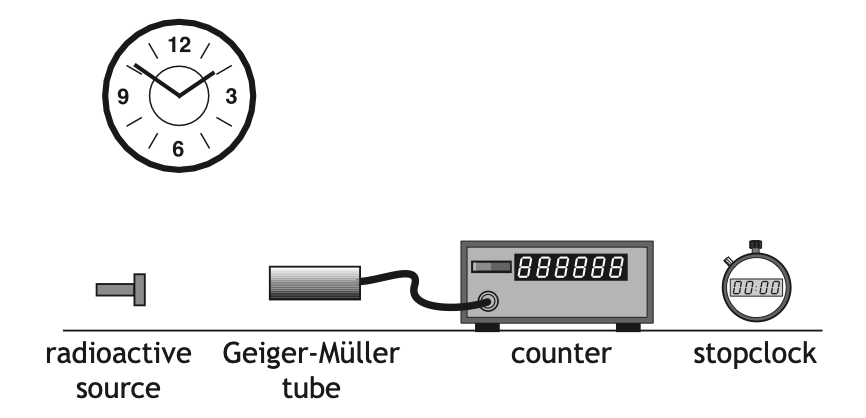 12
9 3
6
888888
00:00
radioactive source
Geiger-Müller tube
counter
stopclock